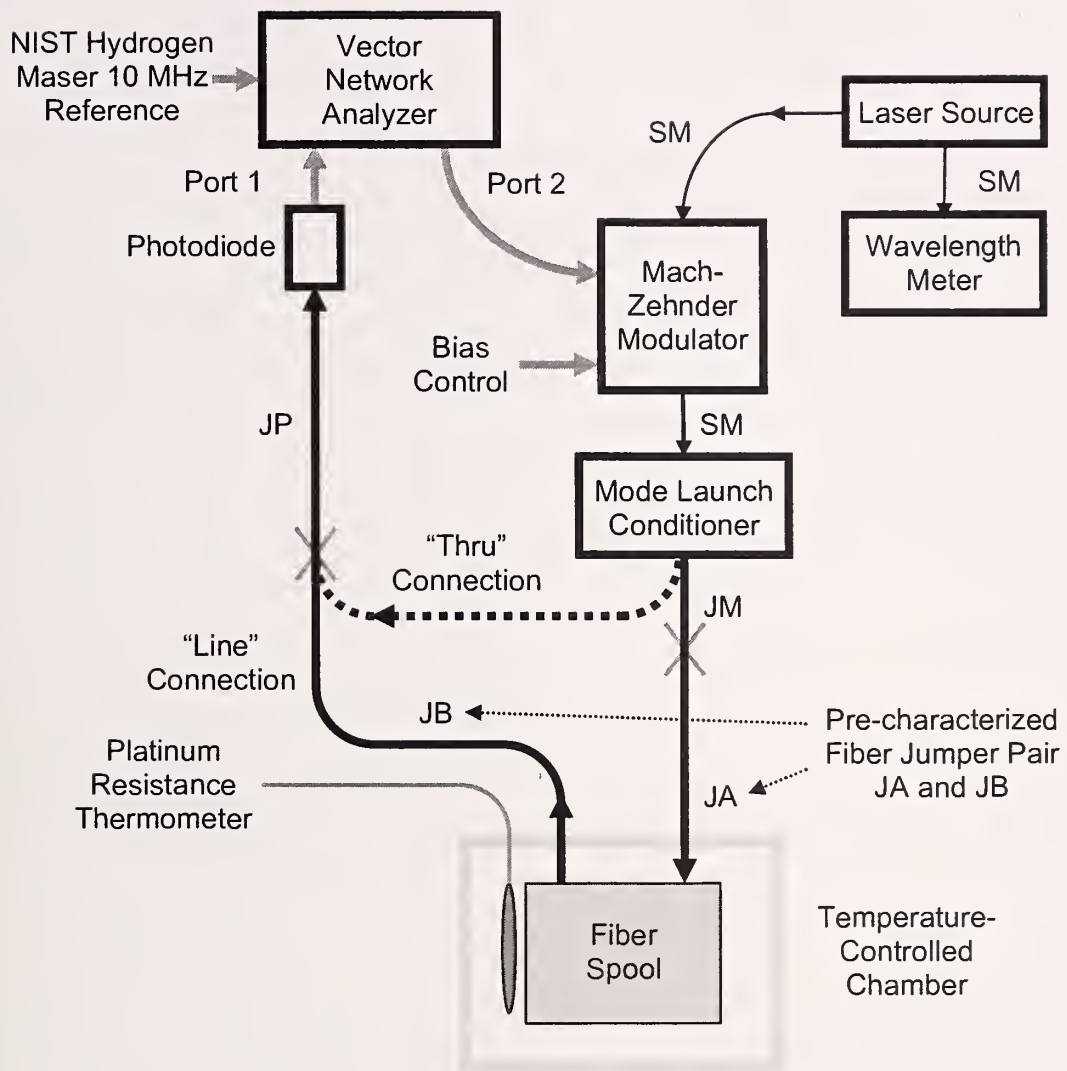 NIST Hydrogen
Maser 10 MHz
Reference
Vector
Network
Analyzer
Laser Source
SM
SM
Port 1
Port 2
Photodiode
Wavelength
Meter
Mach-
Zehnder
Modulator
Bias
Control
JP
SM
Mode Launch
Conditioner
“Thru”
Connection
JM
“Line”
Connection
JB
Pre-characterized
Fiber Jumper Pair
JA and JB
Platinum
Resistance
Thermometer
JA
Fiber
Spool
Temperature-
Controlled
Chamber